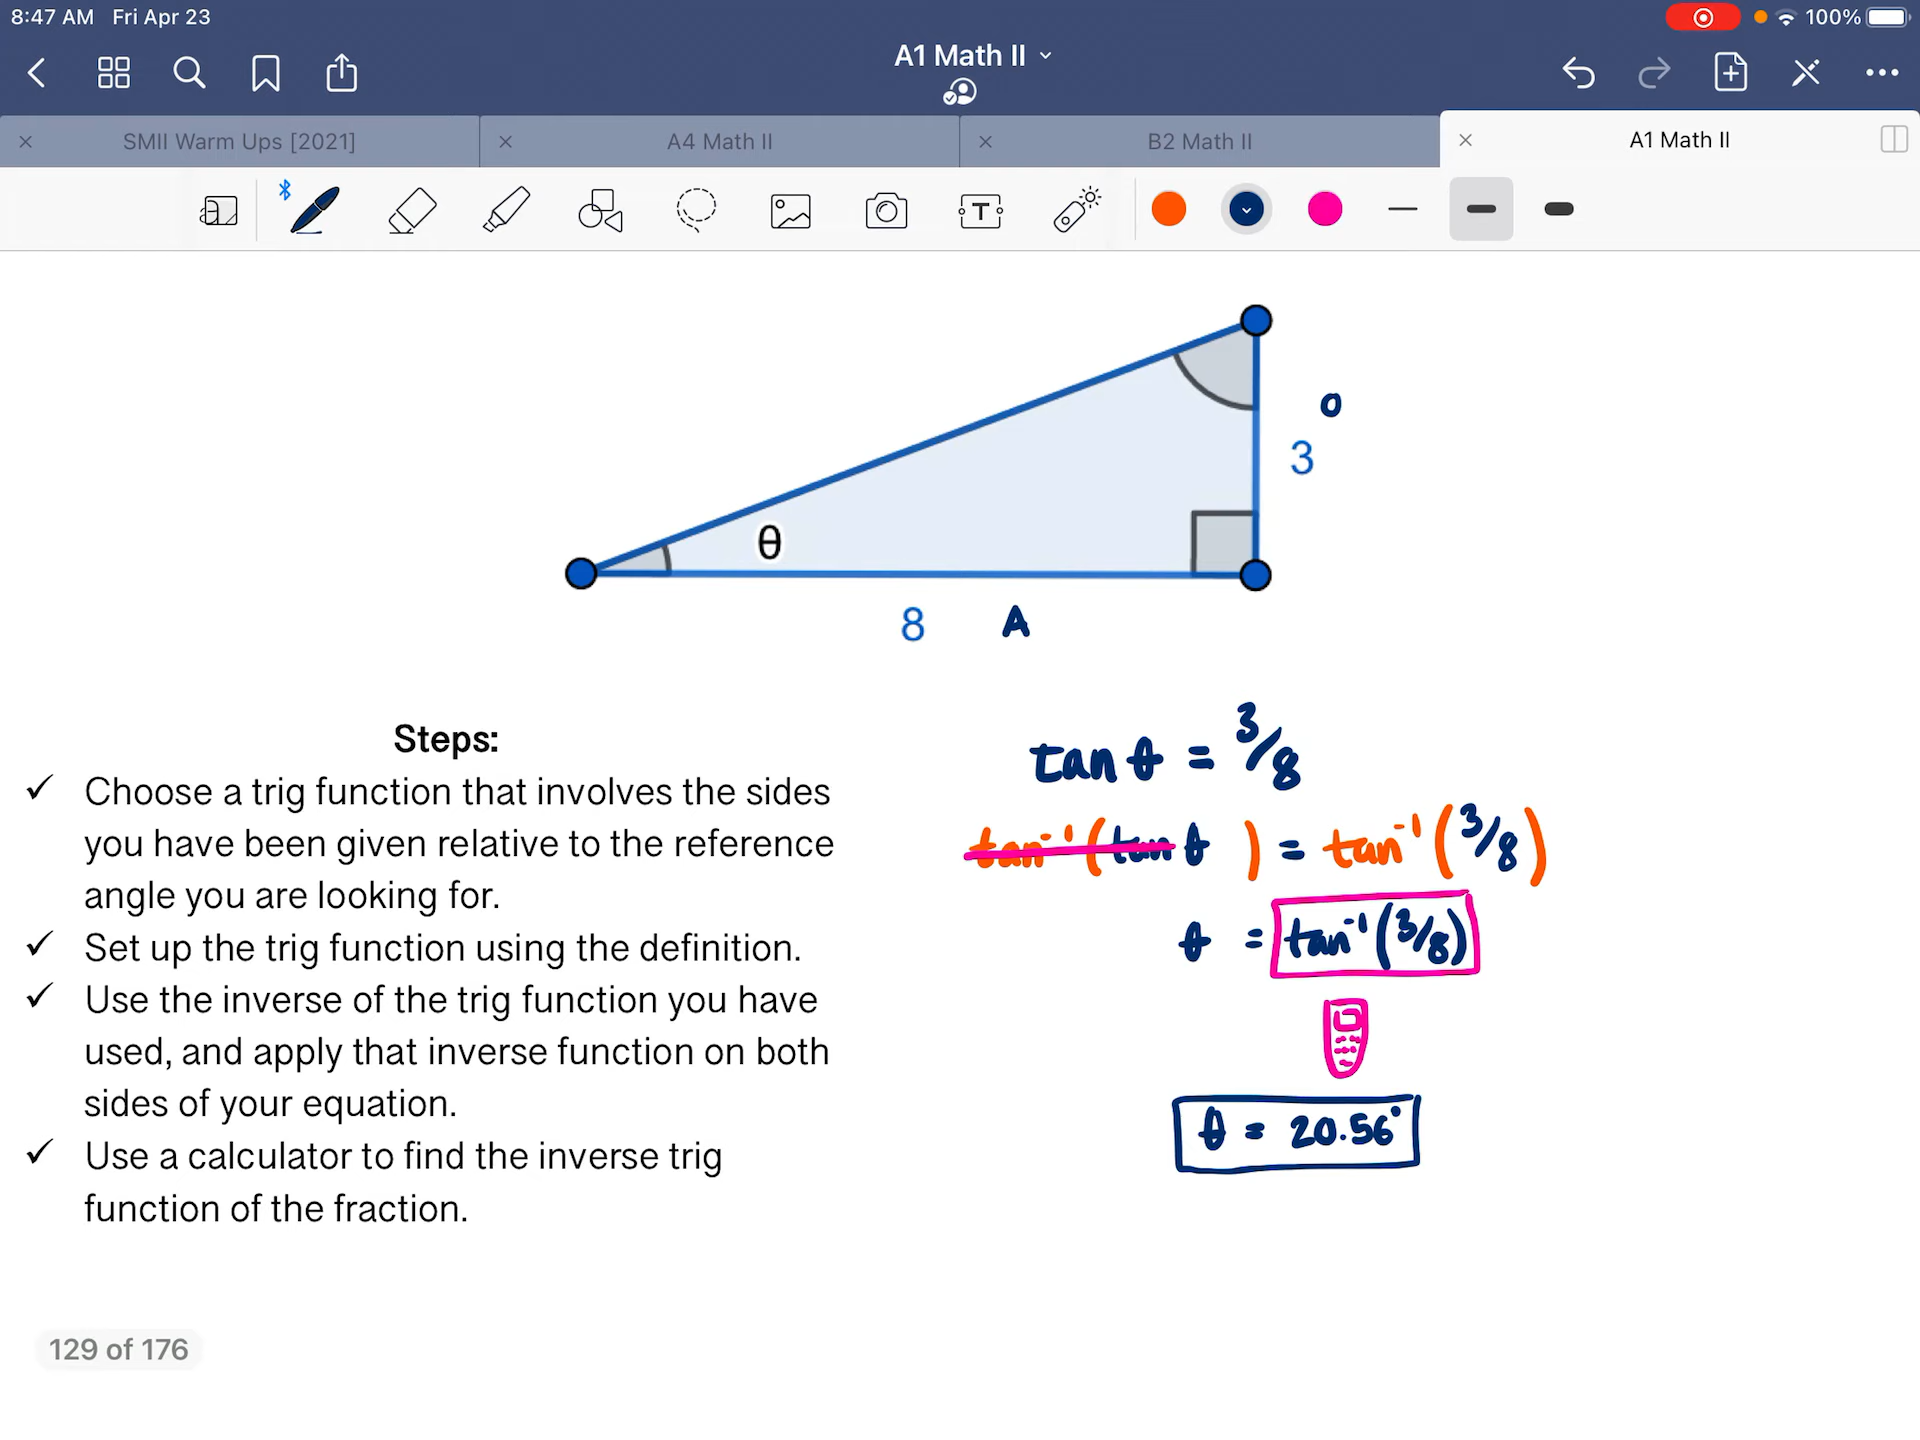 8:47 AM Fri Apr 23
100%
A1 Math II
SMII Warm Ups [2021]
A4 Math II
B2 Math II
A1 Math II
a
T
O
3
θ
8 A
Steps:
✓ Choose a trig function that involves the sides
you have been given relative to the reference
angle you are looking for.
✓ Set up the trig function using the definition.
✓ Use the inverse of the trig function you have
used, and apply that inverse function on both
sides of your equation.
✓ Use a calculator to find the inverse trig
function of the fraction.
tan θ = 3/8
tan⁻¹(tan θ ) = tan⁻¹(3/8)
θ = tan⁻¹(3/8)
θ = 20.56°
129 of 176